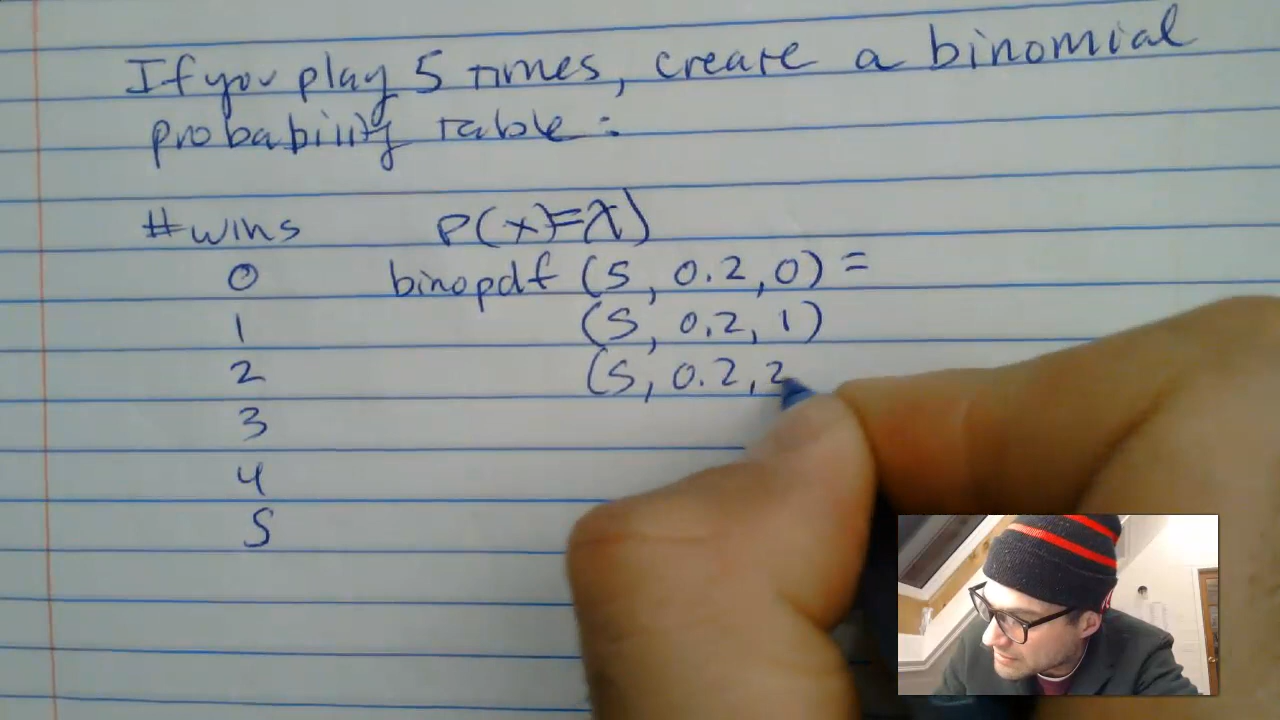 If you play 5 times, create a binomial
probability table:
#wins P(x)=x)
0 binopdf (5, 0.2, 0) =
1 (5, 0.2, 1)
2 (5, 0.2, 2
3
4
5